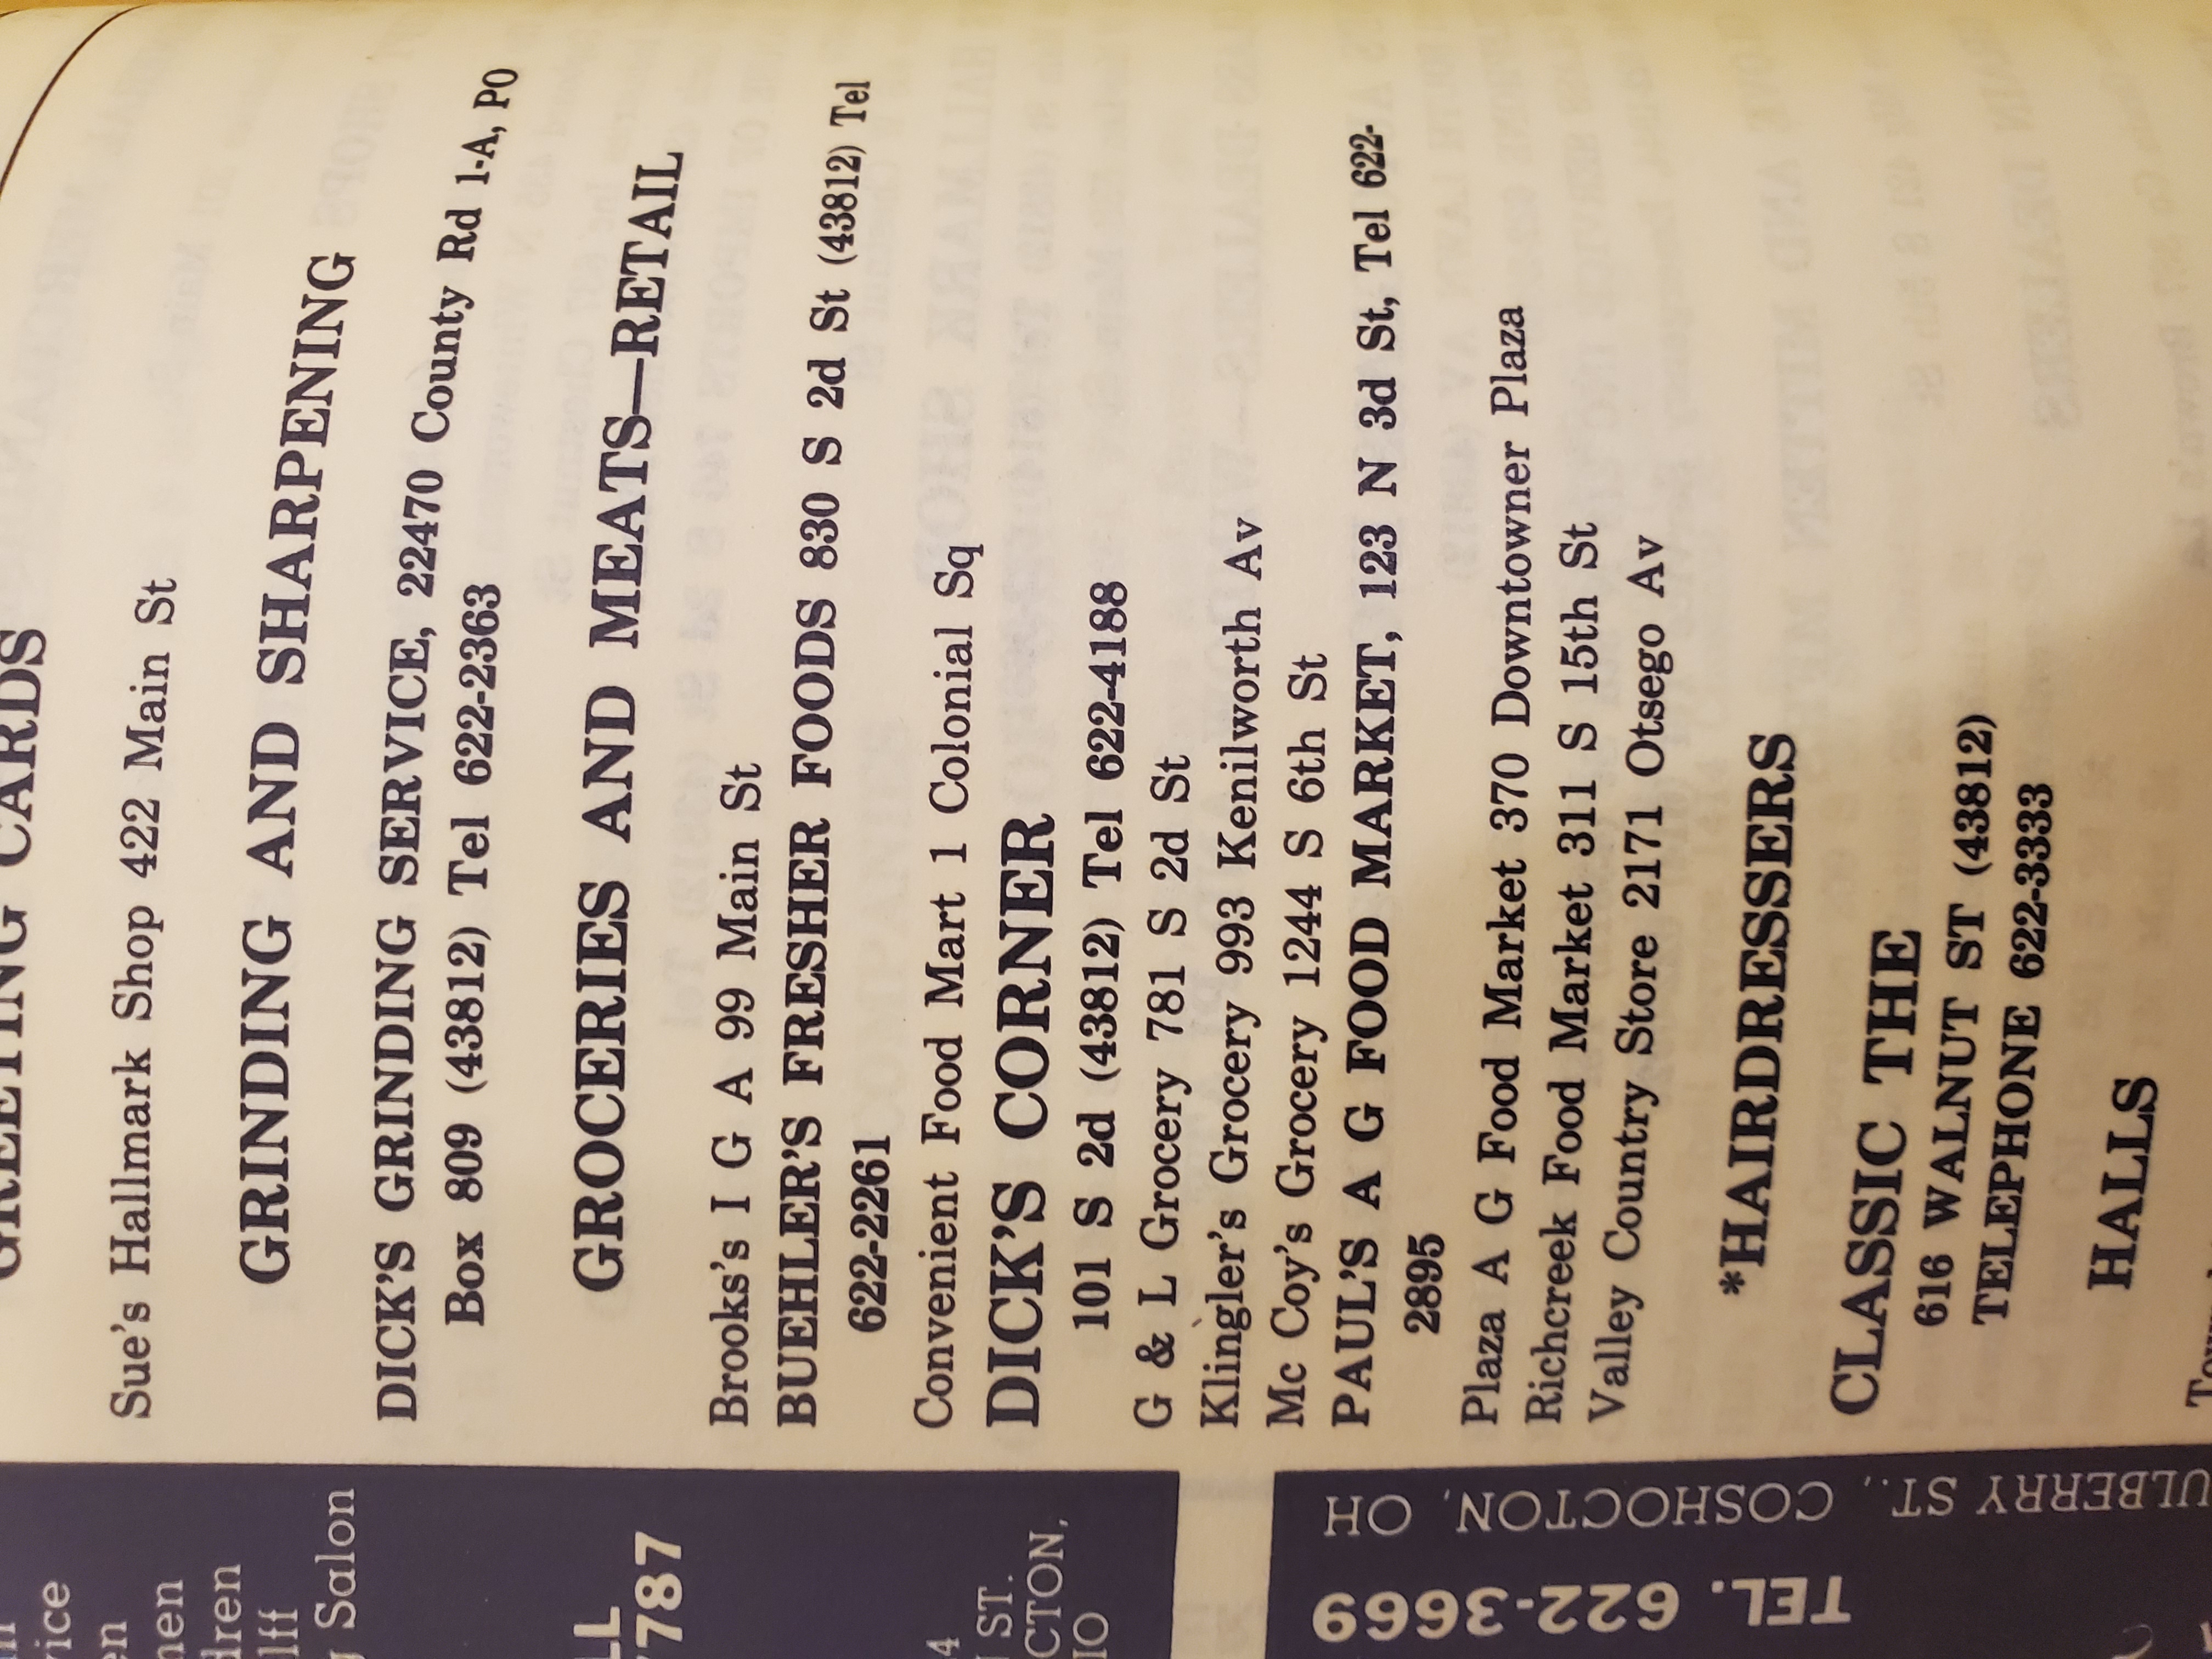 GREETING CARDS
Sue's Hallmark Shop 422 Main St
GRINDING AND SHARPENING
DICK'S GRINDING SERVICE, 22470 County Rd 1-A, PO
Box 809 (43812) Tel 622-2363
GROCERIES AND MEATS—RETAIL
Brooks's I G A 99 Main St
BUEHLER'S FRESHER FOODS 830 S 2d St (43812) Tel
622-2261
Convenient Food Mart 1 Colonial Sq
DICK'S CORNER
101 S 2d (43812) Tel 622-4188
G & L Grocery 781 S 2d St
Klingler's Grocery 993 Kenilworth Av
Mc Coy's Grocery 1244 S 6th St
PAUL'S A G FOOD MARKET, 123 N 3d St, Tel 622-
2895
Plaza A G Food Market 370 Downtowner Plaza
Richcreek Food Market 311 S 15th St
Valley Country Store 2171 Otsego Av
*HAIRDRESSERS
CLASSIC THE
616 WALNUT ST (43812)
TELEPHONE 622-3333
HALLS
Salon
787
ST.
CTON,
IO
ULBERRY ST., COSHOCTON, OH
TEL. 622-3669